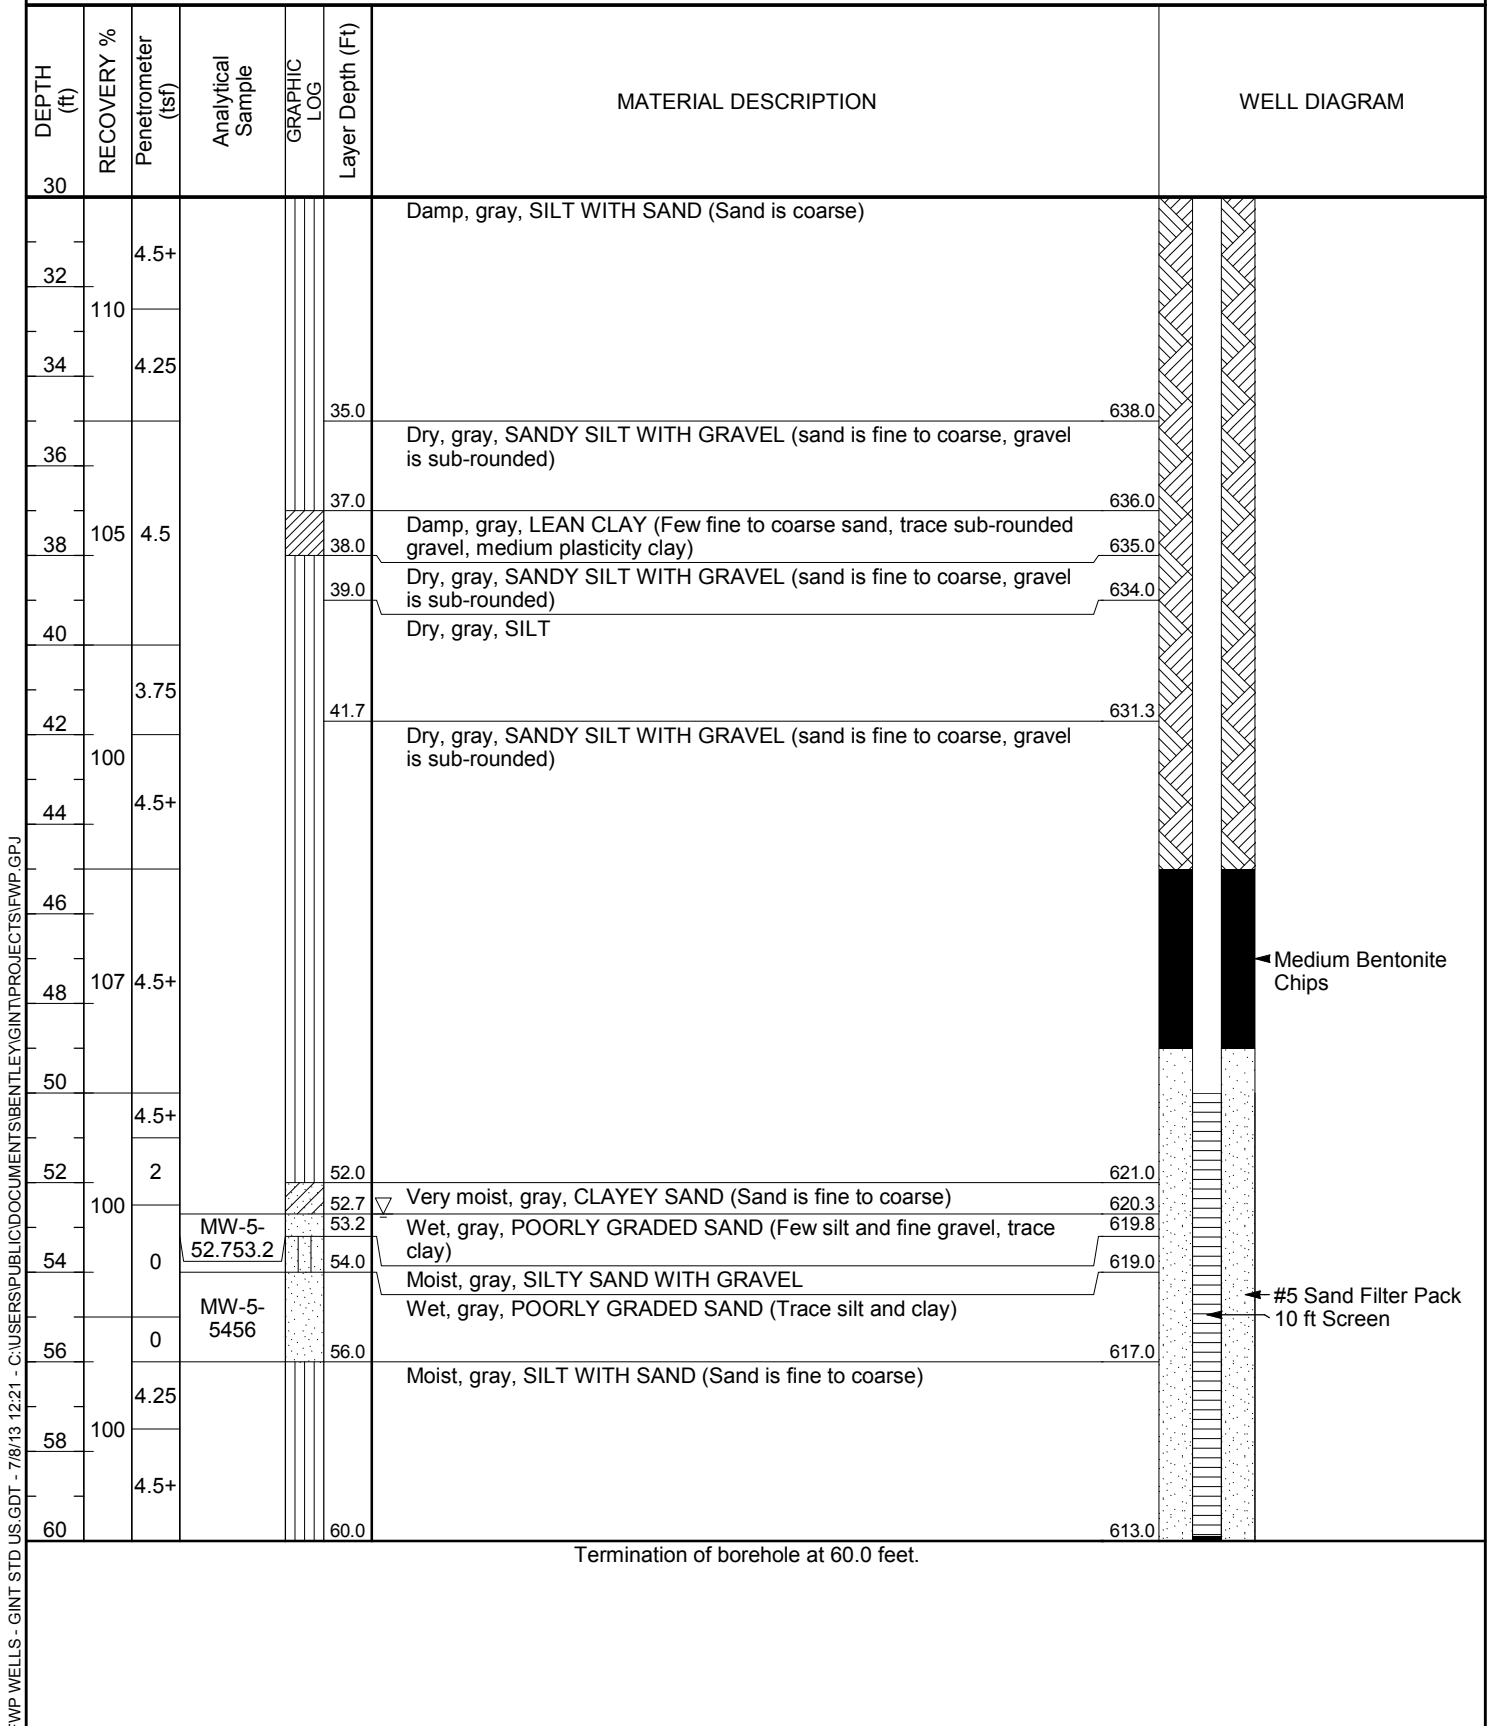 DEPTH
(ft)
RECOVERY %
Penetrometer
(tsf)
Analytical
Sample
GRAPHIC
LOG
Layer Depth (Ft)
MATERIAL DESCRIPTION
WELL DIAGRAM
30
Damp, gray, SILT WITH SAND (Sand is coarse)
4.5+
32
110
34
4.25
35.0
638.0
Dry, gray, SANDY SILT WITH GRAVEL (sand is fine to coarse, gravel
is sub-rounded)
36
37.0
636.0
Damp, gray, LEAN CLAY (Few fine to coarse sand, trace sub-rounded
gravel, medium plasticity clay)
105
4.5
38
38.0
635.0
Dry, gray, SANDY SILT WITH GRAVEL (sand is fine to coarse, gravel
is sub-rounded)
39.0
634.0
Dry, gray, SILT
40
3.75
41.7
631.3
42
Dry, gray, SANDY SILT WITH GRAVEL (sand is fine to coarse, gravel
is sub-rounded)
100
4.5+
44
46
Medium Bentonite
Chips
107
4.5+
48
50
4.5+
52
2
52.0
621.0
Very moist, gray, CLAYEY SAND (Sand is fine to coarse)
52.7
620.3
100
MW-5-
52.753.2
53.2
619.8
Wet, gray, POORLY GRADED SAND (Few silt and fine gravel, trace
clay)
54
0
54.0
619.0
Moist, gray, SILTY SAND WITH GRAVEL
Wet, gray, POORLY GRADED SAND (Trace silt and clay)
MW-5-
5456
#5 Sand Filter Pack
10 ft Screen
0
56
56.0
617.0
Moist, gray, SILT WITH SAND (Sand is fine to coarse)
4.25
100
58
4.5+
60
60.0
613.0
Termination of borehole at 60.0 feet.
WP WELLS - GINT STD US.GDT - 7/8/13 12:21 - C:\USERS\PUBLIC\DOCUMENTS\BENTLEY\GINT\PROJECTS\FWP.GPJ